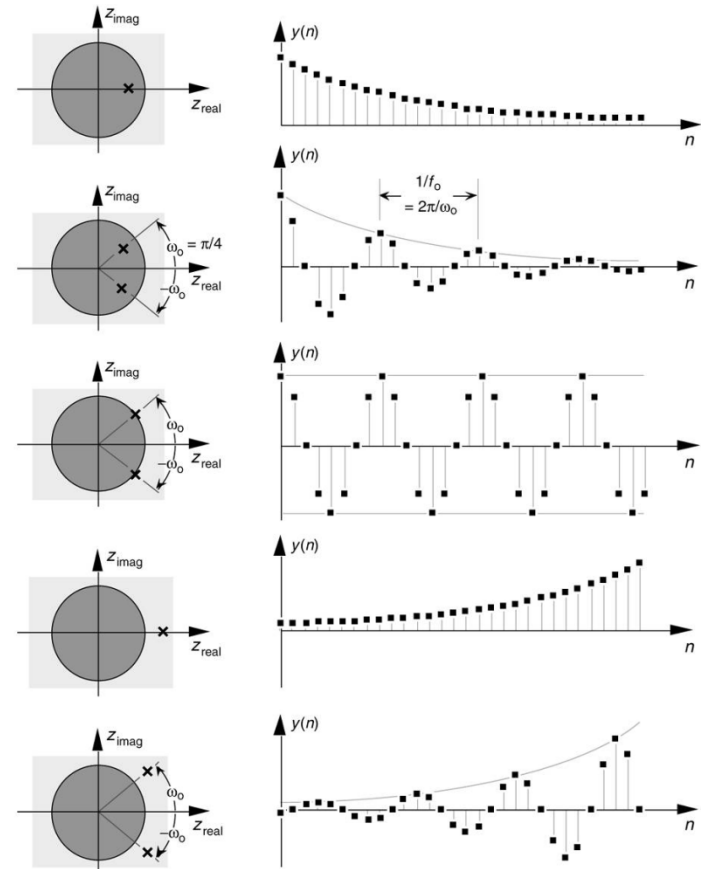 z_imag
z_real
y(n)
n
z_imag
ω_o = π/4
−ω_o
z_real
y(n)
1/f_o
= 2π/ω_o
n
z_imag
ω_o
−ω_o
z_real
y(n)
n
z_imag
z_real
y(n)
n
z_imag
ω_o
−ω_o
z_real
y(n)
n